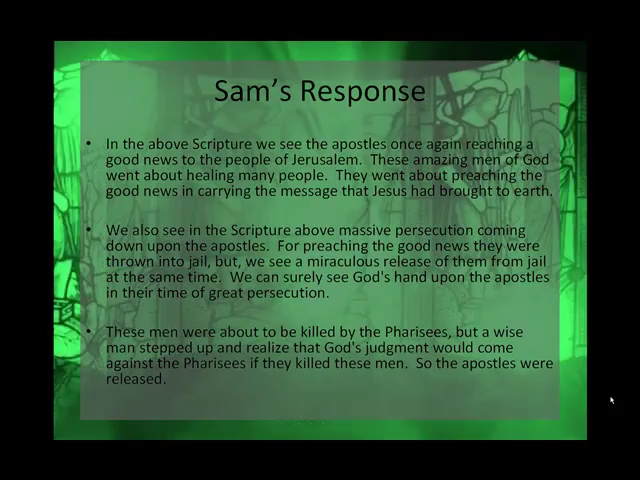 Sam's Response
• In the above Scripture we see the apostles once again reaching a
good news to the people of Jerusalem. These amazing men of God
went about healing many people. They went about preaching the
good news in carrying the message that Jesus had brought to earth.
• We also see in the Scripture above massive persecution coming
down upon the apostles. For preaching the good news they were
thrown into jail, but, we see a miraculous release of them from jail
at the same time. We can surely see God's hand upon the apostles
in their time of great persecution.
• These men were about to be killed by the Pharisees, but a wise
man stepped up and realize that God's judgment would come
against the Pharisees if they killed these men. So the apostles were
released.